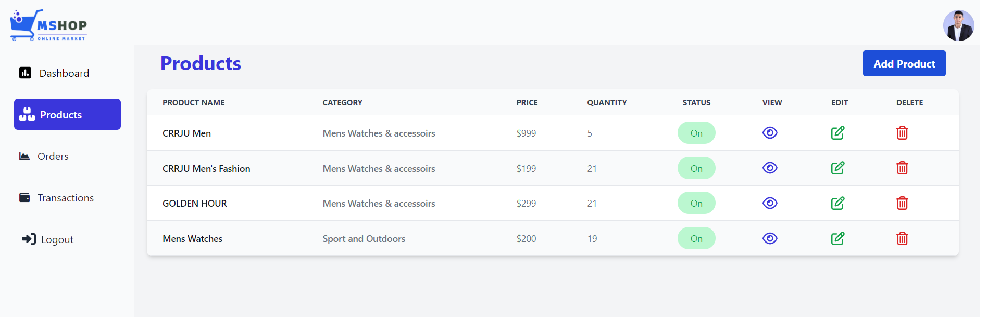 MSHOP
ONLINE MARKET
Dashboard
Products
Orders
Transactions
Logout
Products
Add Product
PRODUCT NAME CATEGORY PRICE QUANTITY STATUS VIEW EDIT DELETE
CRRJU Men Mens Watches & accessoirs $999 5 On
CRRJU Men's Fashion Mens Watches & accessoirs $199 21 On
GOLDEN HOUR Mens Watches & accessoirs $299 21 On
Mens Watches Sport and Outdoors $200 19 On